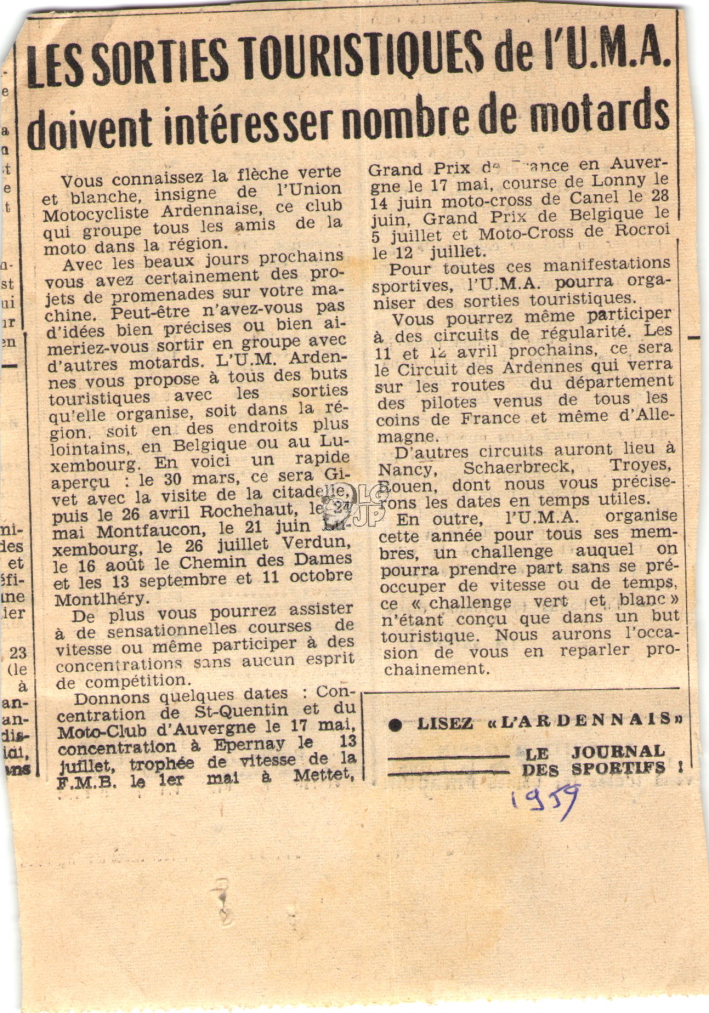 LES SORTIES TOURISTIQUES de l'U.M.A.
doivent intéresser nombre de motards
Vous connaissez la flèche verte
et blanche, insigne de l'Union
Motocycliste Ardennaise, ce club
qui groupe tous les amis de la
moto dans la région.
Avec les beaux jours prochains
vous avez certainement des pro-
jets de promenades sur votre ma-
chine. Peut-être n'avez-vous pas
d'idées bien précises ou bien ai-
meriez-vous sortir en groupe avec
d'autres motards. L'U.M. Arden-
nes vous propose à tous des buts
touristiques avec les sorties
qu'elle organise, soit dans la ré-
gion, soit en des endroits plus
lointains, en Belgique ou au Lu-
xembourg. En voici un rapide
aperçu : le 30 mars, ce sera Gi-
vet avec la visite de la citadelle,
puis le 26 avril Rochehaut, le
mai Montfaucon, le 21 juin Lu-
xembourg, le 26 juillet Verdun,
le 16 août le Chemin des Dames
et les 13 septembre et 11 octobre
Montlhéry.
De plus vous pourrez assister
à de sensationnelles courses de
vitesse ou même participer à des
concentrations sans aucun esprit
de compétition.
Donnons quelques dates : Con-
centration de St-Quentin et du
Moto-Club d'Auvergne le 17 mai,
concentration à Epernay le 13
juillet, trophée de vitesse de la
F.M.B. le 1er mai à Mettet,
Grand Prix de France en Auver-
gne le 17 mai, course de Lonny le
14 juin moto-cross de Canel le 28
juin, Grand Prix de Belgique le
5 juillet et Moto-Cross de Rocroi
le 12 juillet.
Pour toutes ces manifestations
sportives, l'U.M.A. pourra orga-
niser des sorties touristiques.
Vous pourrez même participer
à des circuits de régularité. Les
11 et 12 avril prochains, ce sera
le Circuit des Ardennes qui verra
sur les routes du département
des pilotes venus de tous les
coins de France et même d'Alle-
magne.
D'autres circuits auront lieu à
Nancy, Schaerbreck, Troyes,
Rouen, dont nous vous précise-
rons les dates en temps utiles.
En outre, l'U.M.A. organise
cette année pour tous ses mem-
bres, un challenge auquel on
pourra prendre part sans se pré-
occuper de vitesse ou de temps,
ce « challenge vert et blanc »
n'étant conçu que dans un but
touristique. Nous aurons l'occa-
sion de vous en reparler pro-
chainement.
● LISEZ «L'ARDENNAIS»
LE JOURNAL
DES SPORTIFS !
1959
LG
JP